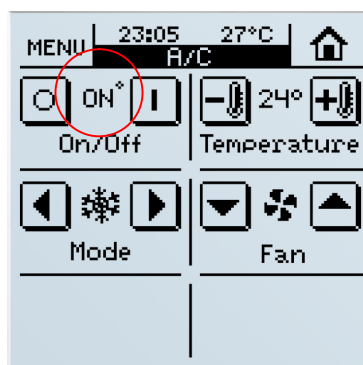 MENU 23:05 27°C
A/C
ON° 24°
On/Off Temperature
Mode Fan